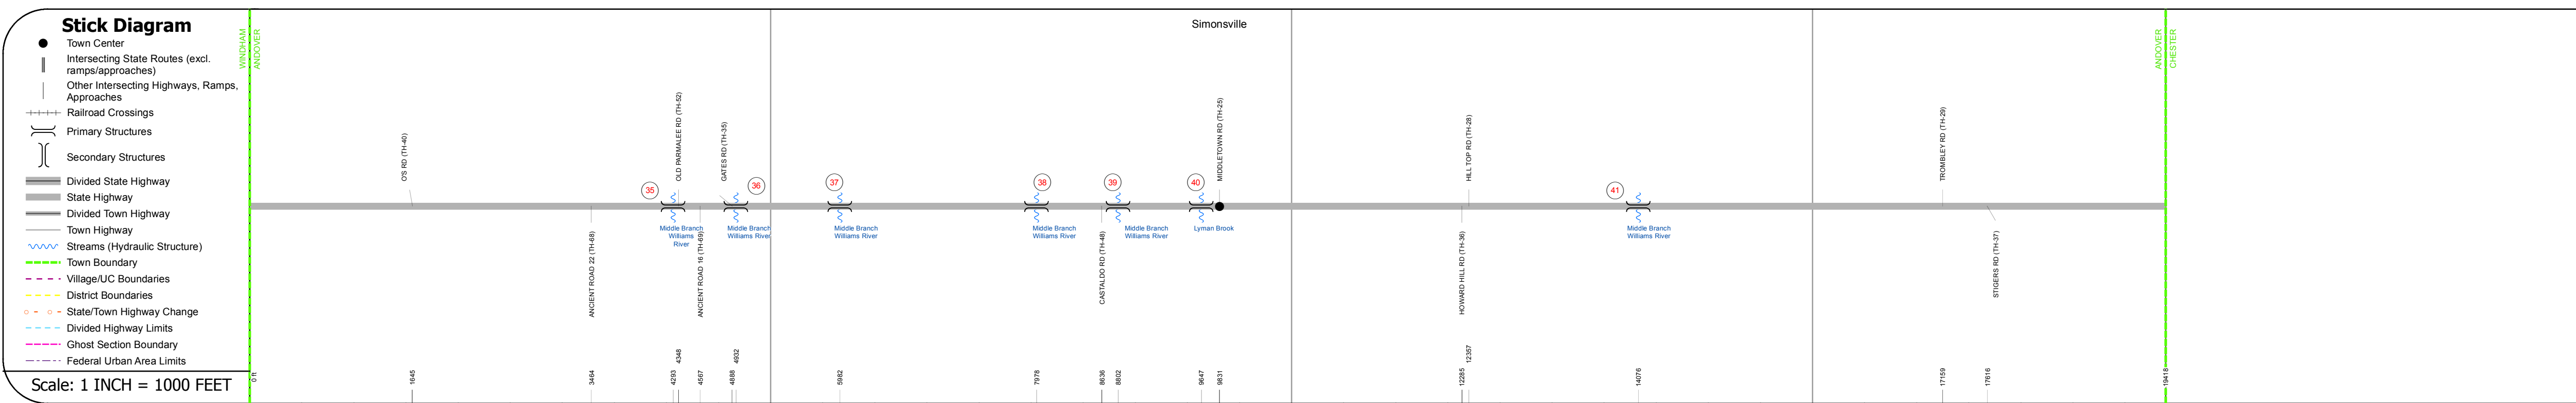 Stick Diagram
Town Center
Intersecting State Routes (excl.
ramps/approaches)
Other Intersecting Highways, Ramps,
Approaches
Railroad Crossings
Primary Structures
Secondary Structures
Divided State Highway
State Highway
Divided Town Highway
Town Highway
Streams (Hydraulic Structure)
Town Boundary
Village/UC Boundaries
District Boundaries
State/Town Highway Change
Divided Highway Limits
Ghost Section Boundary
Federal Urban Area Limits
Scale: 1 INCH = 1000 FEET
WINDHAM
ANDOVER
Simonsville
ANDOVER
CHESTER
O'S RD (TH-40)
OLD PARMALEE RD (TH-52)
GATES RD (TH-35)
MIDDLETOWN RD (TH-25)
HILL TOP RD (TH-28)
TROMBLEY RD (TH-29)
35
36
37
38
39
40
41
Middle Branch
Williams
River
Middle Branch
Williams River
Middle Branch
Williams River
Middle Branch
Williams River
Middle Branch
Williams River
Lyman Brook
Middle Branch
Williams River
ANCIENT ROAD 22 (TH-68)
ANCIENT ROAD 16 (TH-69)
CASTALDO RD (TH-48)
HOWARD HILL RD (TH-36)
STIGERS RD (TH-37)
0 ft
1645
3464
4293
4348
4567
4888
4932
5982
7978
8636
8802
9647
9831
12285
12357
14076
17159
17616
19418